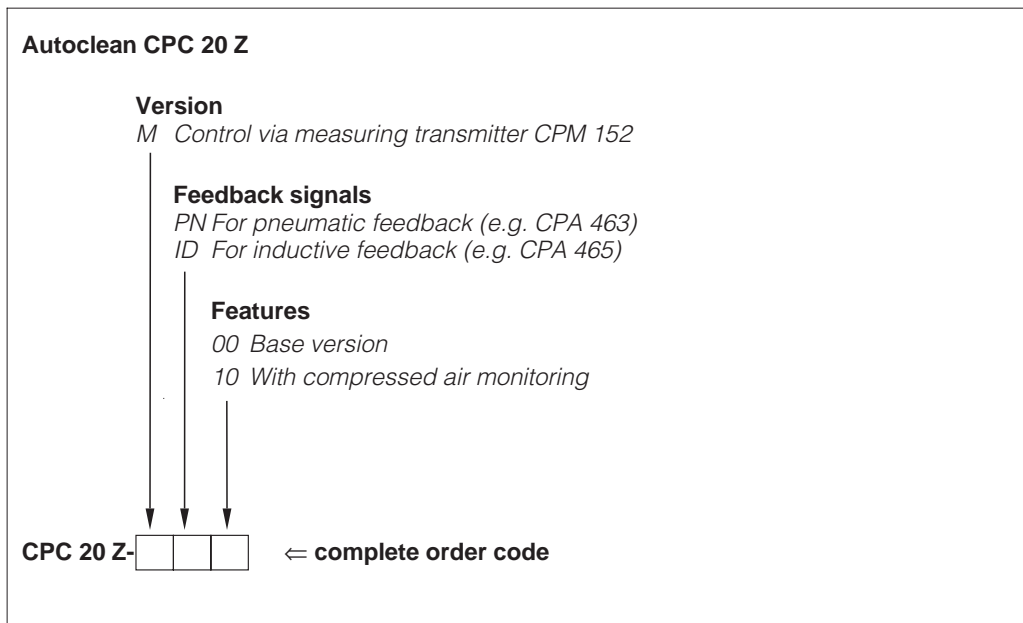 Autoclean CPC 20 Z
Version
M Control via measuring transmitter CPM 152
Feedback signals
PN For pneumatic feedback (e.g. CPA 463)
ID For inductive feedback (e.g. CPA 465)
Features
00 Base version
10 With compressed air monitoring
CPC 20 Z- ⇐ complete order code